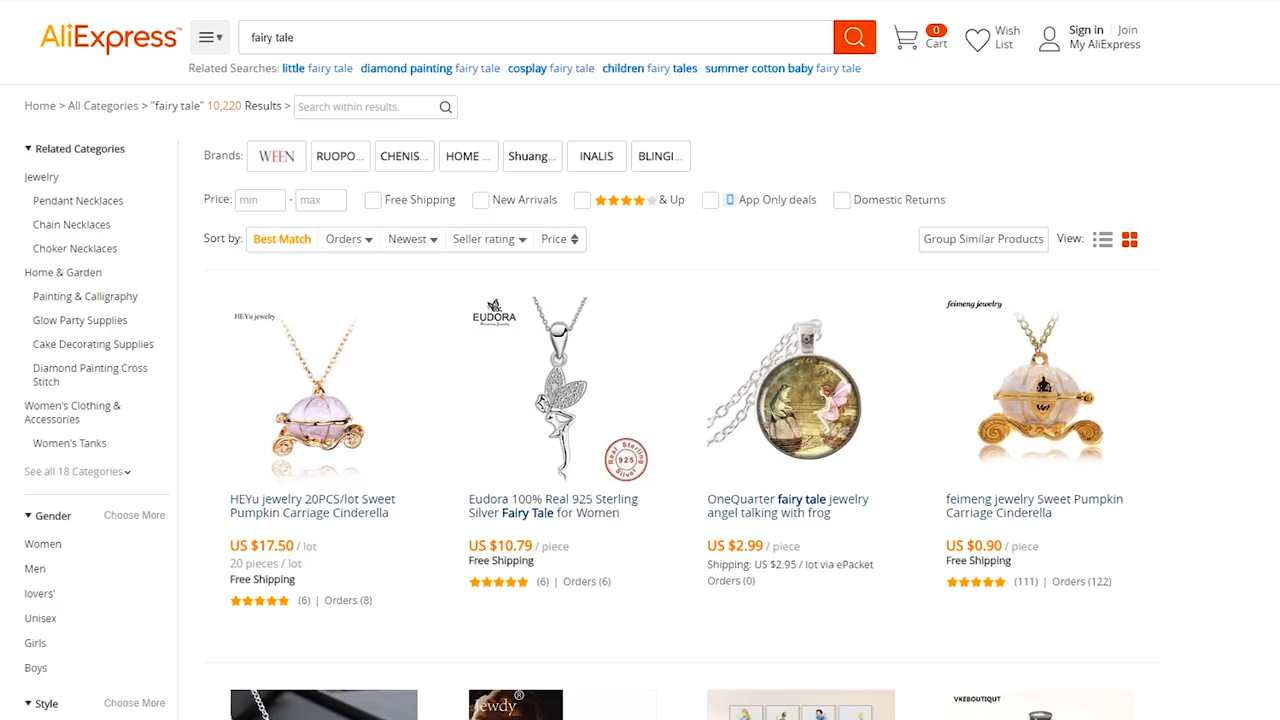 AliExpress™
fairy tale
0
Cart
Wish
List
Sign in | Join
My AliExpress
Related Searches: little fairy tale diamond painting fairy tale cosplay fairy tale children fairy tales summer cotton baby fairy tale
Home > All Categories > "fairy tale" 10,220 Results > Search within results.
Related Categories
Jewelry
Pendant Necklaces
Chain Necklaces
Choker Necklaces
Home & Garden
Painting & Calligraphy
Glow Party Supplies
Cake Decorating Supplies
Diamond Painting Cross
Stitch
Women's Clothing &
Accessories
Women's Tanks
See all 18 Categories
Gender Choose More
Women
Men
lovers'
Unisex
Girls
Boys
Style Choose More
Brands: WEEN RUOPO... CHENIS... HOME ... Shuang... INALIS BLINGI...
Price: min - max Free Shipping New Arrivals & Up App Only deals Domestic Returns
Sort by: Best Match Orders Newest Seller rating Price Group Similar Products View:
HEYu jewelry
HEYu jewelry 20PCS/lot Sweet
Pumpkin Carriage Cinderella
US $17.50 / lot
20 pieces / lot
Free Shipping
(6) | Orders (8)
EUDORA
Real Sterling
925
Silver
Eudora 100% Real 925 Sterling
Silver Fairy Tale for Women
US $10.79 / piece
Free Shipping
(6) | Orders (6)
OneQuarter fairy tale jewelry
angel talking with frog
US $2.99 / piece
Shipping: US $2.95 / lot via ePacket
Orders (0)
feimeng jewelry
feimeng jewelry Sweet Pumpkin
Carriage Cinderella
US $0.90 / piece
Free Shipping
(111) | Orders (122)
Jewdy®
VKEBOUTIQUT